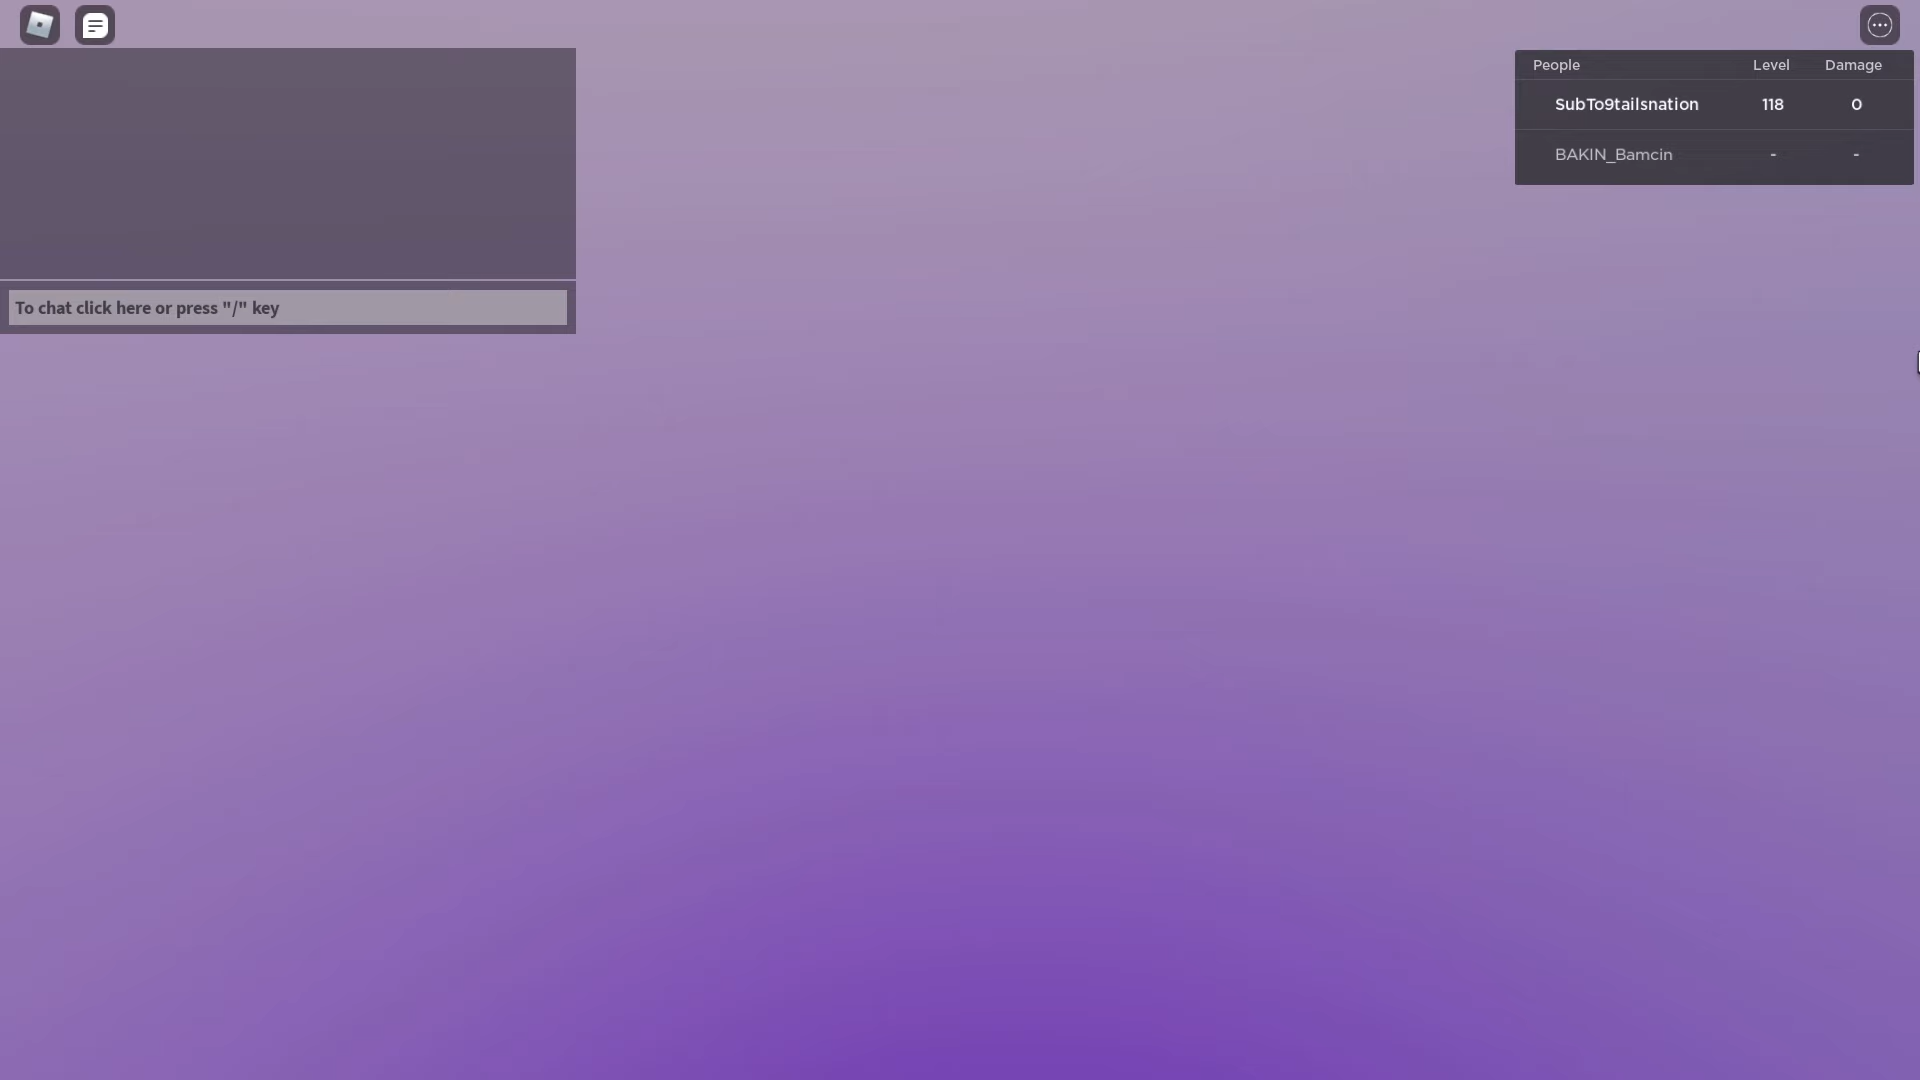 People Level Damage
SubTo9tailsnation 118 0
BAKIN_Bamcin - -
To chat click here or press "/" key